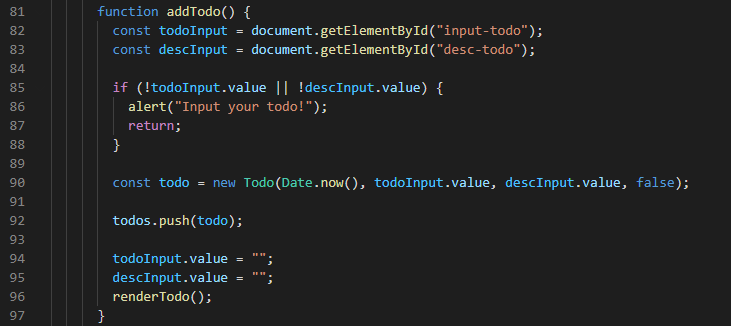 81 function addTodo() {
82 const todoInput = document.getElementById("input-todo");
83 const descInput = document.getElementById("desc-todo");
84
85 if (!todoInput.value || !descInput.value) {
86 alert("Input your todo!");
87 return;
88 }
89
90 const todo = new Todo(Date.now(), todoInput.value, descInput.value, false);
91
92 todos.push(todo);
93
94 todoInput.value = "";
95 descInput.value = "";
96 renderTodo();
97 }